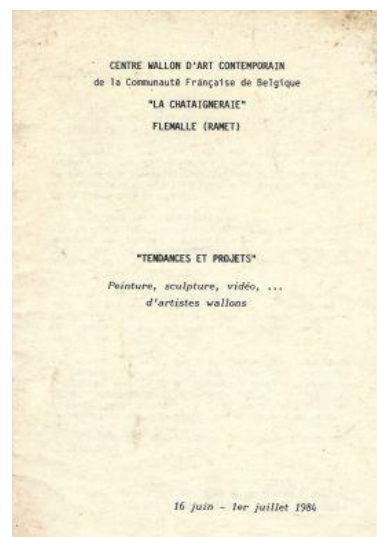 CENTRE WALLON D'ART CONTEMPORAIN
de la Communauté Française de Belgique
"LA CHATAIGNERAIE"
FLEMALLE (RAMET)
"TENDANCES ET PROJETS"
Peinture, sculpture, vidéo, ...
d'artistes wallons
16 juin - 1er juillet 1984